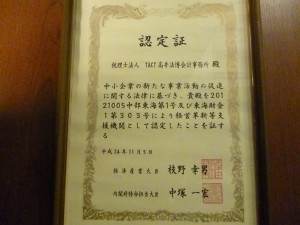 認定証
税理士法人 TACT高井法博会計事務所 殿
中小企業の新たな事業活動の促進
に関する法律に基づき、貴殿を201
21005中部東海第1号及び東海財金
1第303号により経営革新等支
援機関として認定したことを証す
る
平成24年11月5日
経済産業大臣 枝野 幸男
内閣府特命担当大臣 中塚 一宏